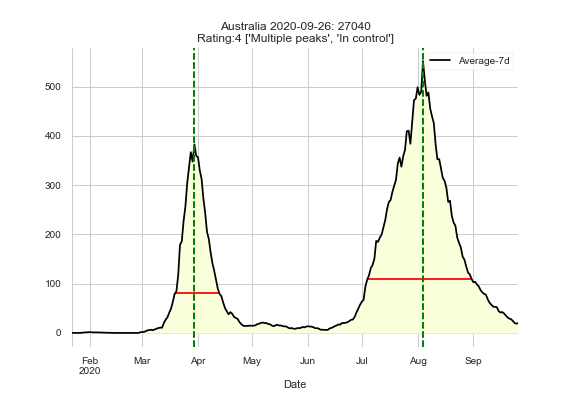 Australia 2020-09-26: 27040
Rating:4 ['Multiple peaks', 'In control']
Average-7d
500
400
300
200
100
0
Feb Mar Apr May Jun Jul Aug Sep
2020
Date